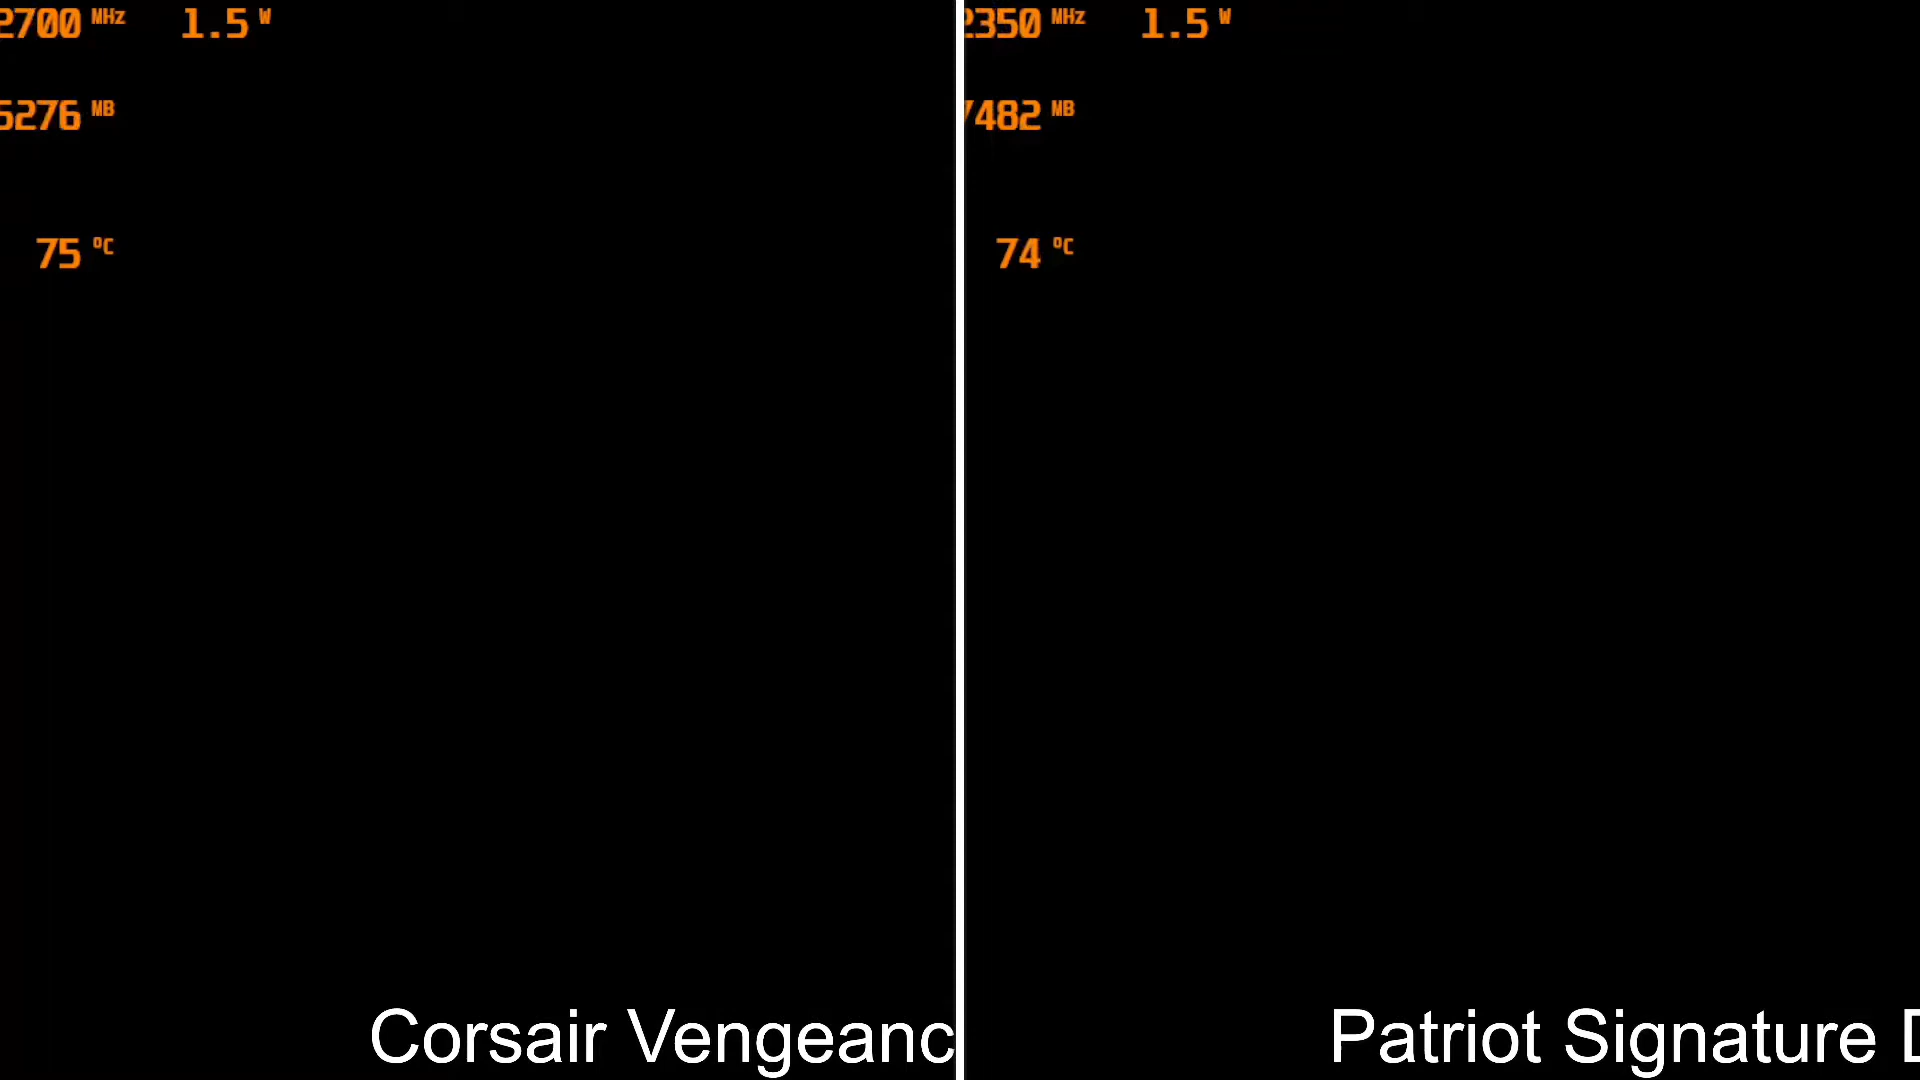 2700 MHz 1.5 W
5276 MB
75 °C
Corsair Vengeanc
2350 MHz 1.5 W
7482 MB
74 °C
Patriot Signature D